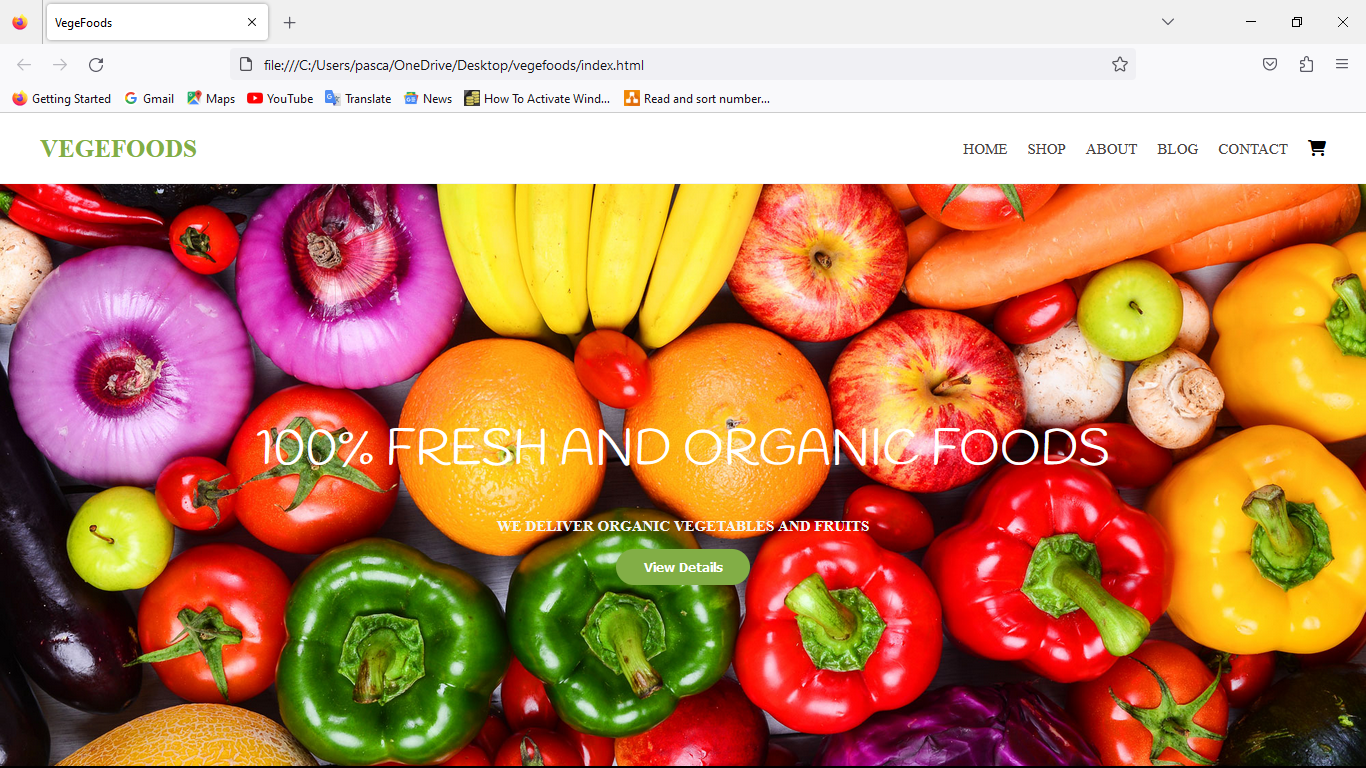 VegeFoods
file:///C:/Users/pasca/OneDrive/Desktop/vegefoods/index.html
Getting Started Gmail Maps YouTube Translate News How To Activate Wind... Read and sort number...
VEGEFOODS HOME SHOP ABOUT BLOG CONTACT
100% FRESH AND ORGANIC FOODS
WE DELIVER ORGANIC VEGETABLES AND FRUITS
View Details